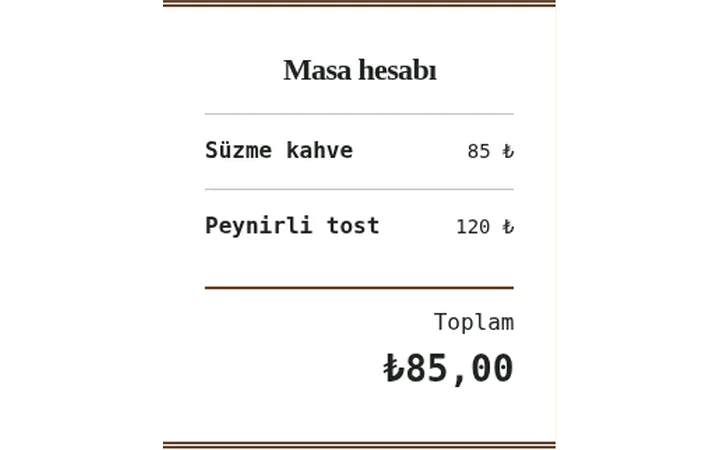 Masa hesabı
Süzme kahve 85 ₺
Peynirli tost 120 ₺
Toplam
₺85,00